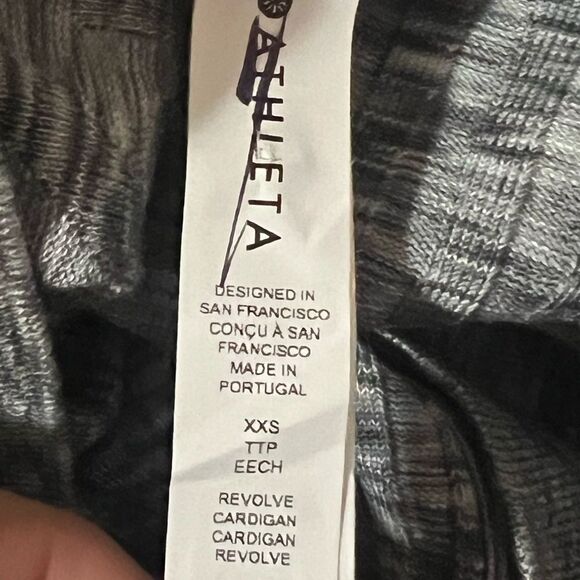 ATHLETA
DESIGNED IN
SAN FRANCISCO
CONÇU À SAN
FRANCISCO
MADE IN
PORTUGAL
XXS
TTP
EECH
REVOLVE
CARDIGAN
CARDIGAN
REVOLVE